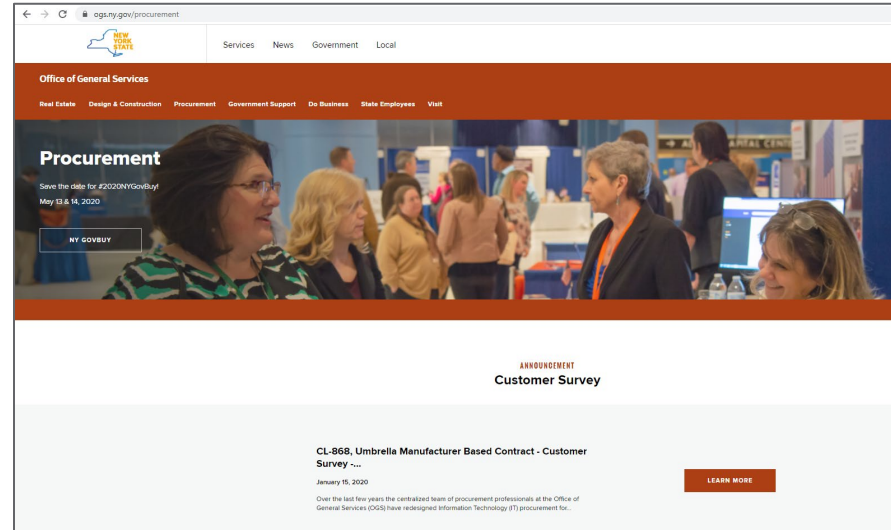 ogs.ny.gov/procurement
NEW
YORK
STATE
Services News Government Local
Office of General Services
Real Estate Design & Construction Procurement Government Support Do Business State Employees Visit
Procurement
Save the date for #2020NYGovBuy!
May 13 & 14, 2020
NY GOVBUY
ANNOUNCEMENT
Customer Survey
CL-868, Umbrella Manufacturer Based Contract - Customer
Survey -...
January 15, 2020
Over the last few years the centralized team of procurement professionals at the Office of
General Services (OGS) have redesigned Information Technology (IT) procurement for...
LEARN MORE